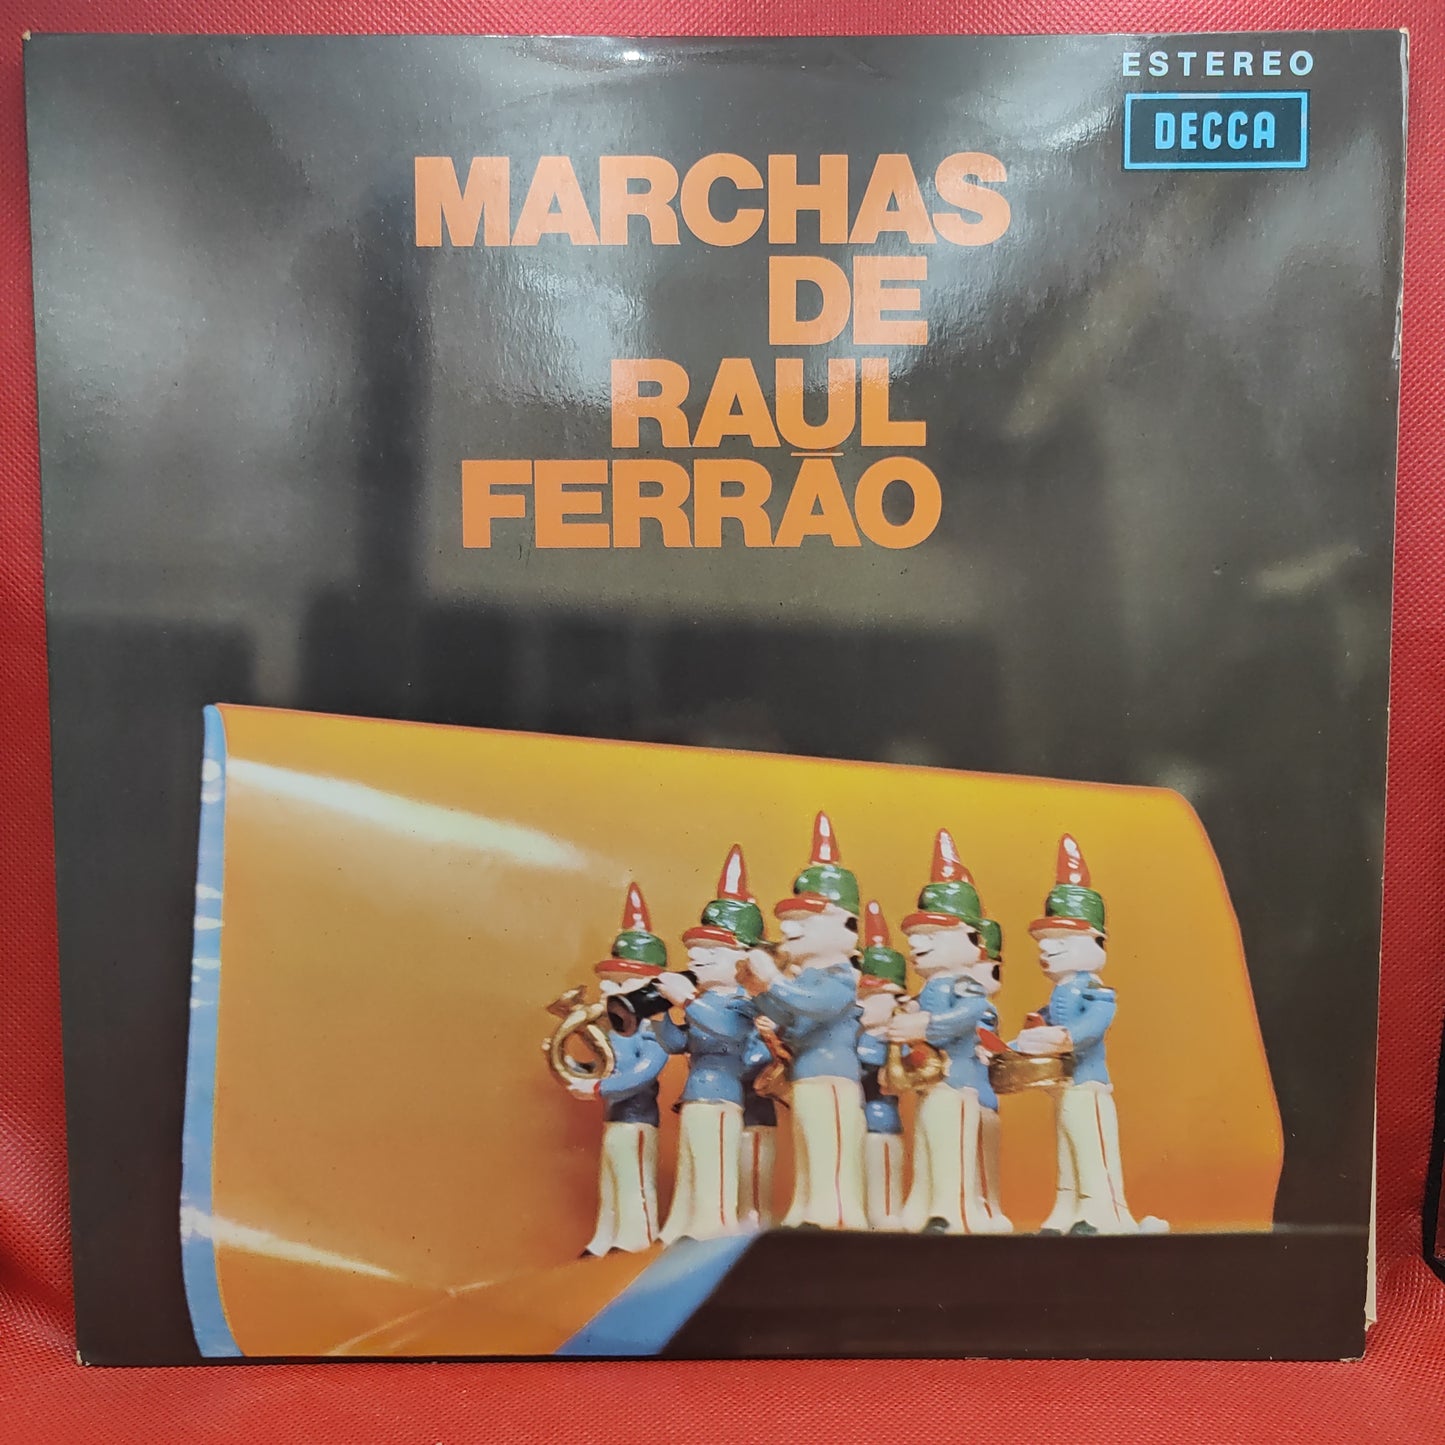 ESTEREO
DECCA
MARCHAS
DE
RAUL
FERRÃO